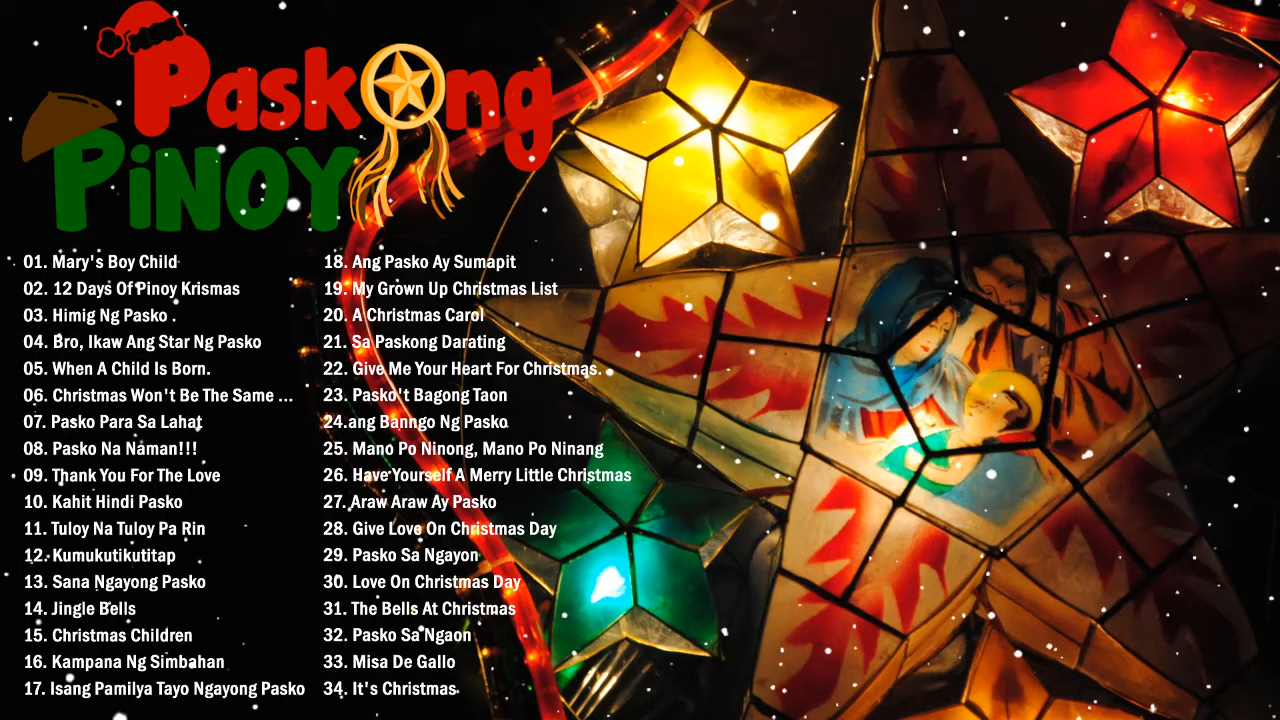 Paskong
PiNOY
01. Mary's Boy Child
02. 12 Days Of Pinoy Krismas
03. Himig Ng Pasko .
04. Bro, Ikaw Ang Star Ng Pasko
05. When A Child Is Born.
06. Christmas Won't Be The Same ...
07. Pasko Para Sa Lahat
08. Pasko Na Naman!!!
09. Thank You For The Love
10. Kahit Hindi Pasko
11. Tuloy Na Tuloy Pa Rin
12. Kumukutikutitap
13. Sana Ngayong Pasko
14. Jingle Bells
15. Christmas Children
16. Kampana Ng Simbahan
17. Isang Pamilya Tayo Ngayong Pasko
18. Ang Pasko Ay Sumapit
19. My Grown Up Christmas List
20. A Christmas Carol
21. Sa Paskong Darating
22. Give Me Your Heart For Christmas.
23. Pasko't Bagong Taon
24.ang Banngo Ng Pasko
25. Mano Po Ninong, Mano Po Ninang
26. Have Yourself A Merry Little Christmas
27. Araw Araw Ay Pasko
28. Give Love On Christmas Day
29. Pasko Sa Ngayon
30. Love On Christmas Day
31. The Bells At Christmas
32. Pasko Sa Ngaon
33. Misa De Gallo
34. It's Christmas